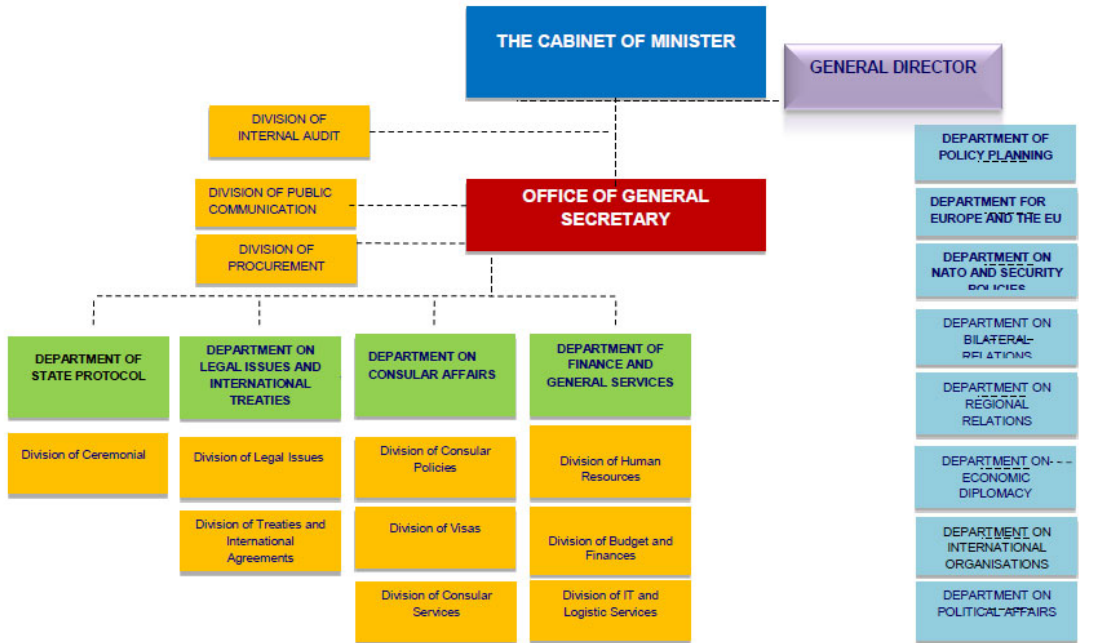 THE CABINET OF MINISTER
GENERAL DIRECTOR
DIVISION OF
INTERNAL AUDIT
DIVISION OF PUBLIC
COMMUNICATION
DIVISION OF
PROCUREMENT
OFFICE OF GENERAL
SECRETARY
DEPARTMENT OF
STATE PROTOCOL
DEPARTMENT ON
LEGAL ISSUES AND
INTERNATIONAL
TREATIES
DEPARTMENT ON
CONSULAR AFFAIRS
DEPARTMENT OF
FINANCE AND
GENERAL SERVICES
Division of Ceremonial
Division of Legal Issues
Division of Treaties and
International
Agreements
Division of Consular
Policies
Division of Visas
Division of Consular
Services
Division of Human
Resources
Division of Budget and
Finances
Division of IT and
Logistic Services
DEPARTMENT OF
POLICY PLANNING
DEPARTMENT FOR
EUROPE AND THE EU
DEPARTMENT ON
NATO AND SECURITY
POLICIES
DEPARTMENT ON
BILATERAL
RELATIONS
DEPARTMENT ON
REGIONAL
RELATIONS
DEPARTMENT ON
ECONOMIC
DIPLOMACY
DEPARTMENT ON
INTERNATIONAL
ORGANISATIONS
DEPARTMENT ON
POLITICAL AFFAIRS